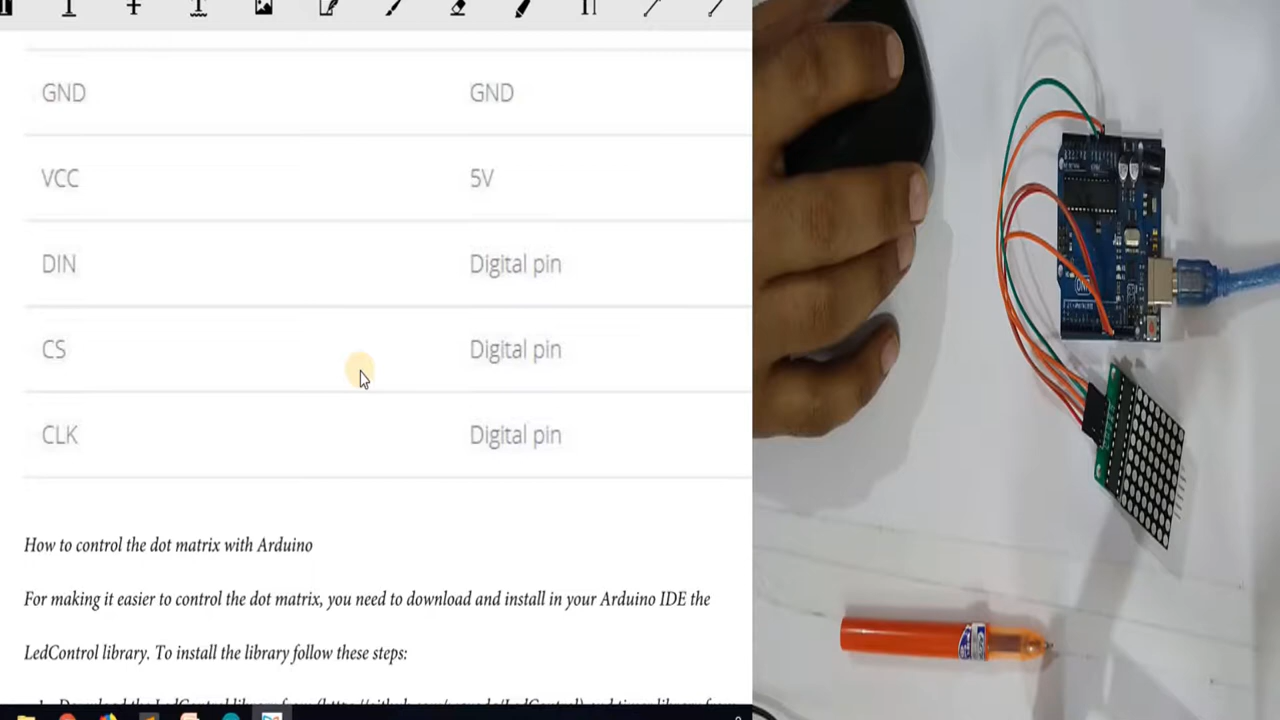 GND GND
VCC 5V
DIN Digital pin
CS Digital pin
CLK Digital pin
How to control the dot matrix with Arduino
For making it easier to control the dot matrix, you need to download and install in your Arduino IDE the
LedControl library. To install the library follow these steps: